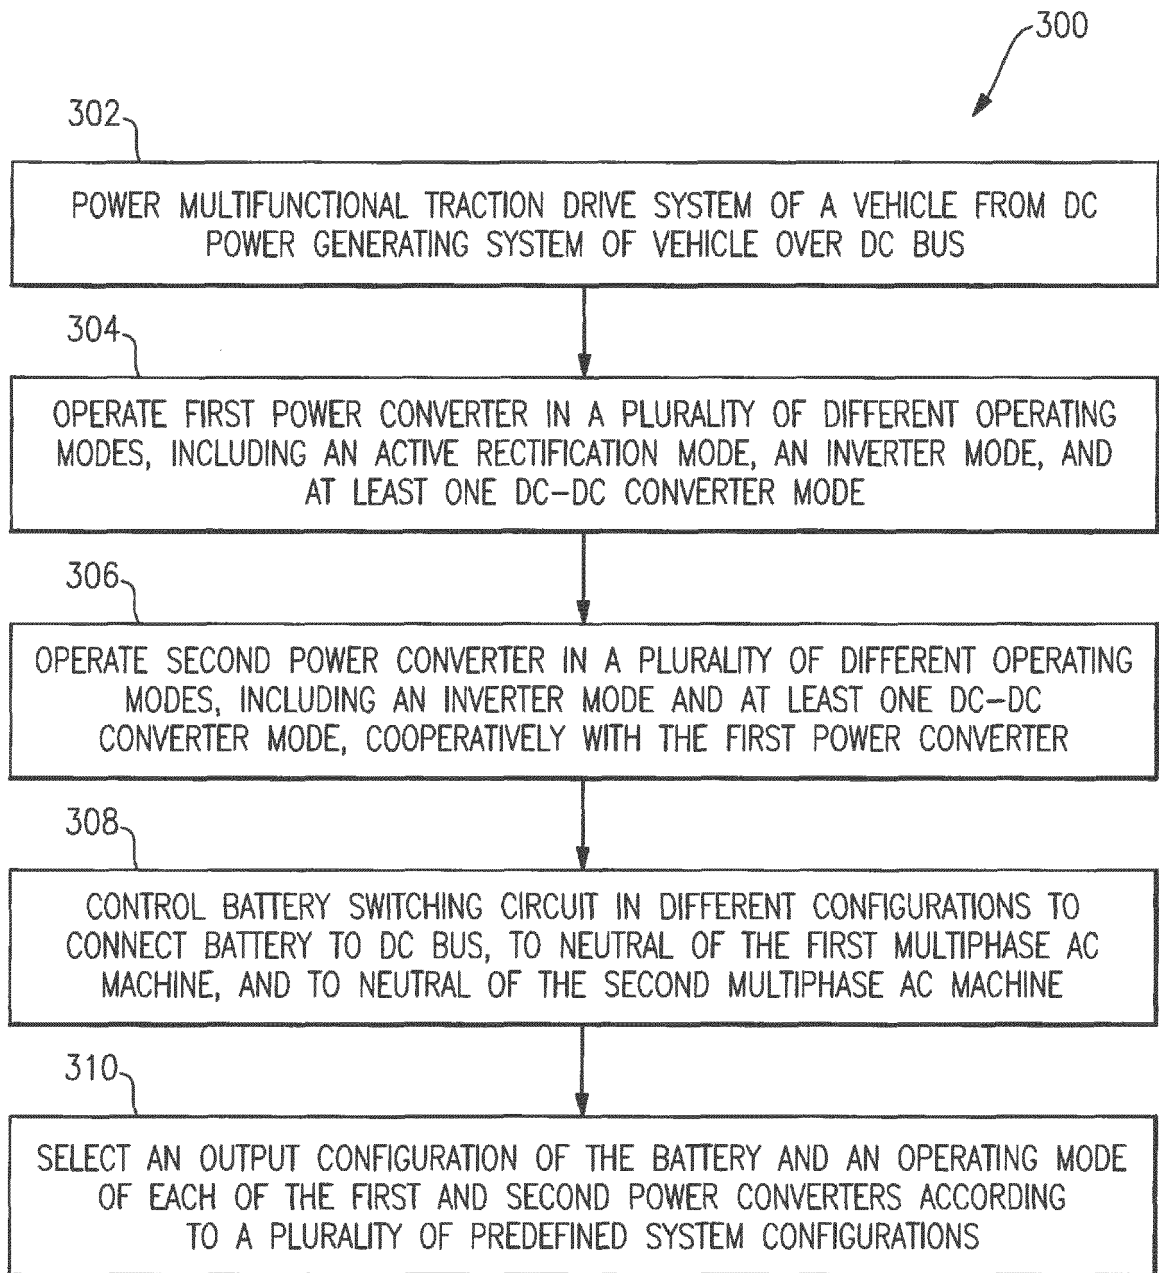 300
302
POWER MULTIFUNCTIONAL TRACTION DRIVE SYSTEM OF A VEHICLE FROM DC
POWER GENERATING SYSTEM OF VEHICLE OVER DC BUS
304
OPERATE FIRST POWER CONVERTER IN A PLURALITY OF DIFFERENT OPERATING
MODES, INCLUDING AN ACTIVE RECTIFICATION MODE, AN INVERTER MODE, AND
AT LEAST ONE DC-DC CONVERTER MODE
306
OPERATE SECOND POWER CONVERTER IN A PLURALITY OF DIFFERENT OPERATING
MODES, INCLUDING AN INVERTER MODE AND AT LEAST ONE DC-DC
CONVERTER MODE, COOPERATIVELY WITH THE FIRST POWER CONVERTER
308
CONTROL BATTERY SWITCHING CIRCUIT IN DIFFERENT CONFIGURATIONS TO
CONNECT BATTERY TO DC BUS, TO NEUTRAL OF THE FIRST MULTIPHASE AC
MACHINE, AND TO NEUTRAL OF THE SECOND MULTIPHASE AC MACHINE
310
SELECT AN OUTPUT CONFIGURATION OF THE BATTERY AND AN OPERATING MODE
OF EACH OF THE FIRST AND SECOND POWER CONVERTERS ACCORDING
TO A PLURALITY OF PREDEFINED SYSTEM CONFIGURATIONS